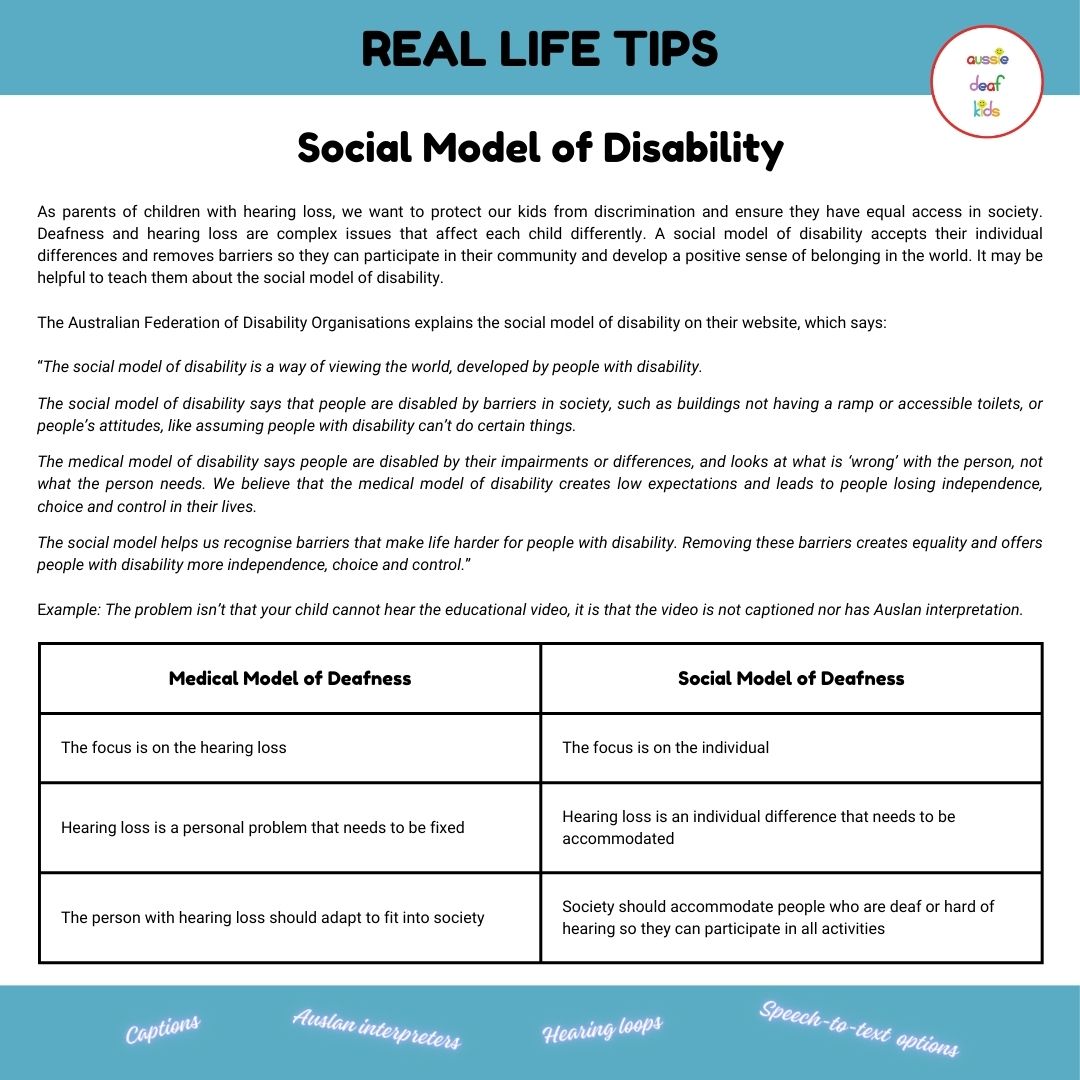 REAL LIFE TIPS
aussie
deaf
kids
Social Model of Disability
As parents of children with hearing loss, we want to protect our kids from discrimination and ensure they have equal access in society.
Deafness and hearing loss are complex issues that affect each child differently. A social model of disability accepts their individual
differences and removes barriers so they can participate in their community and develop a positive sense of belonging in the world. It may be
helpful to teach them about the social model of disability.
The Australian Federation of Disability Organisations explains the social model of disability on their website, which says:
“The social model of disability is a way of viewing the world, developed by people with disability.
The social model of disability says that people are disabled by barriers in society, such as buildings not having a ramp or accessible toilets, or
people’s attitudes, like assuming people with disability can’t do certain things.
The medical model of disability says people are disabled by their impairments or differences, and looks at what is ‘wrong’ with the person, not
what the person needs. We believe that the medical model of disability creates low expectations and leads to people losing independence,
choice and control in their lives.
The social model helps us recognise barriers that make life harder for people with disability. Removing these barriers creates equality and offers
people with disability more independence, choice and control.”
Example: The problem isn’t that your child cannot hear the educational video, it is that the video is not captioned nor has Auslan interpretation.
Medical Model of Deafness
Social Model of Deafness
The focus is on the hearing loss
The focus is on the individual
Hearing loss is a personal problem that needs to be fixed
Hearing loss is an individual difference that needs to be
accommodated
The person with hearing loss should adapt to fit into society
Society should accommodate people who are deaf or hard of
hearing so they can participate in all activities
Captions
Auslan interpreters
Hearing loops
Speech-to-text options